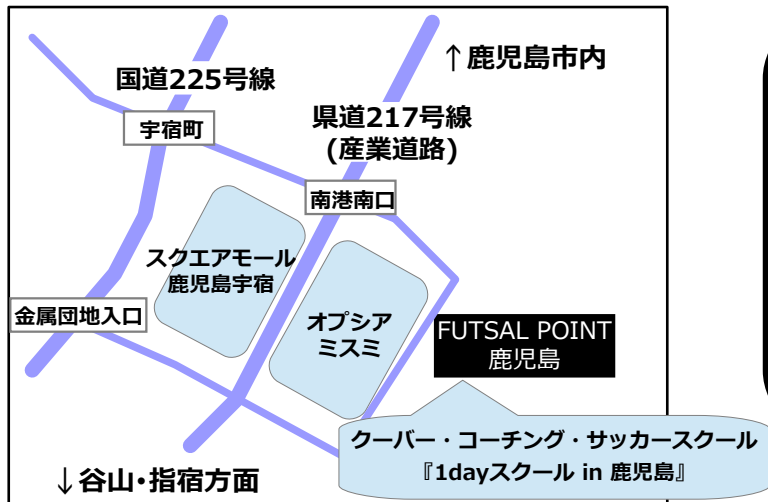 ↑鹿児島市内
国道225号線
県道217号線
(産業道路)
宇宿町
南港南口
スクエアモール
鹿児島宇宿
金属団地入口
オプシア
ミスミ
FUTSAL POINT
鹿児島
クーバー・コーチング・サッカースクール
『1dayスクール in 鹿児島』
↓谷山・指宿方面